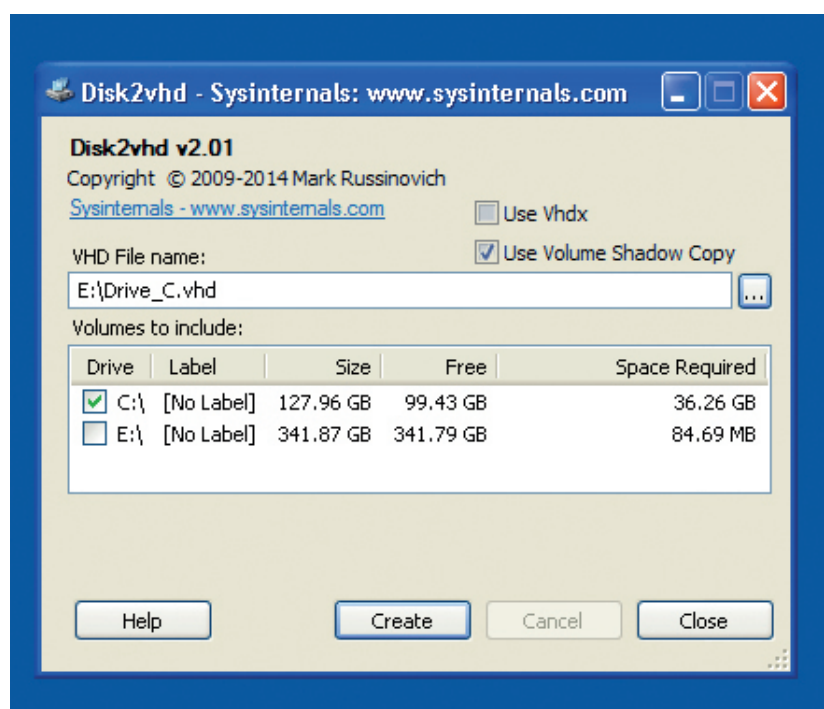 Disk2vhd - Sysinternals: www.sysinternals.com
Disk2vhd v2.01
Copyright © 2009-2014 Mark Russinovich
Sysinternals - www.sysinternals.com
Use Vhdx
VHD File name:
Use Volume Shadow Copy
E:\Drive_C.vhd
...
Volumes to include:
Drive Label Size Free Space Required
C:\ [No Label] 127.96 GB 99.43 GB 36.26 GB
E:\ [No Label] 341.87 GB 341.79 GB 84.69 MB
Help Create Cancel Close